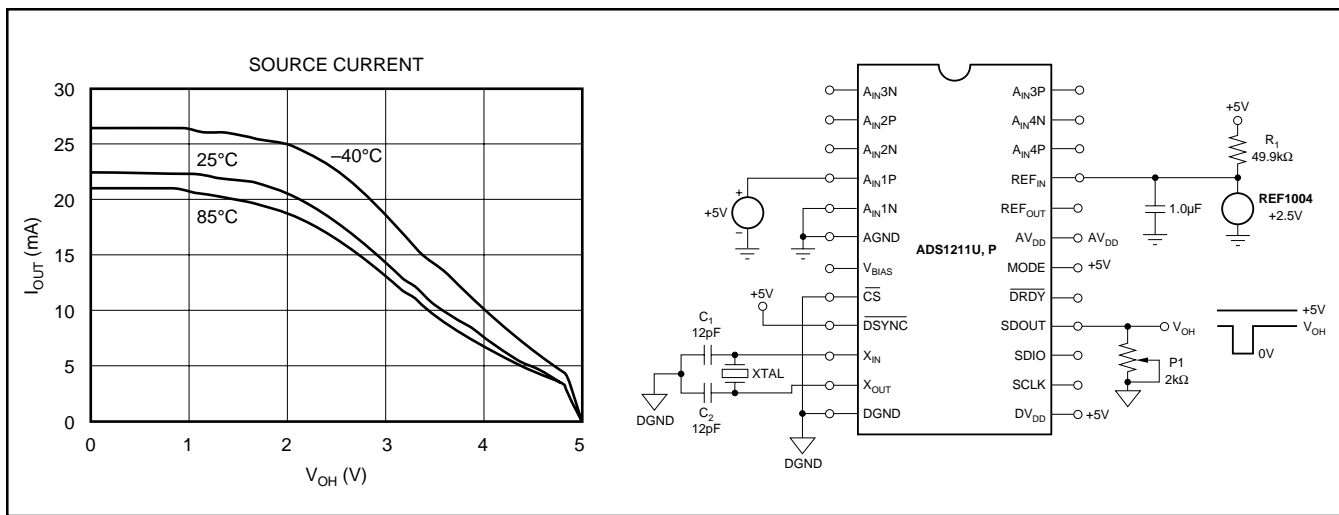 SOURCE CURRENT
30
25
20
15
10
5
0
I_OUT (mA)
–40°C
25°C
85°C
0 1 2 3 4 5
V_OH (V)
A_IN3N
A_IN2P
A_IN2N
A_IN1P
A_IN1N
AGND
V_BIAS
CS
DSYNC
X_IN
X_OUT
DGND
ADS1211U, P
A_IN3P
A_IN4N
A_IN4P
REF_IN
REF_OUT
AV_DD
MODE
DRDY
SDOUT
SDIO
SCLK
DV_DD
+
+5V
–
+5V
C1
12pF
XTAL
C2
12pF
DGND
DGND
+5V
R1
49.9kΩ
1.0µF
REF1004
+2.5V
AV_DD
+5V
V_OH
P1
2kΩ
+5V
+5V
V_OH
0V